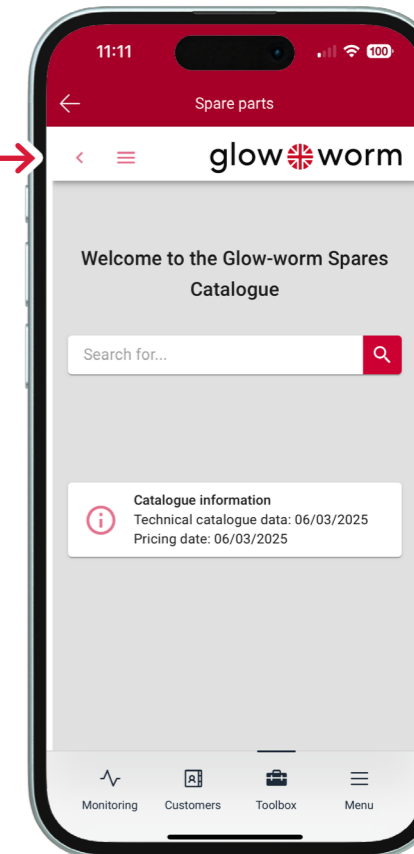 11:11
100
Spare parts
glow worm
Welcome to the Glow-worm Spares
Catalogue
Search for...
Catalogue information
Technical catalogue data: 06/03/2025
Pricing date: 06/03/2025
Monitoring Customers Toolbox Menu